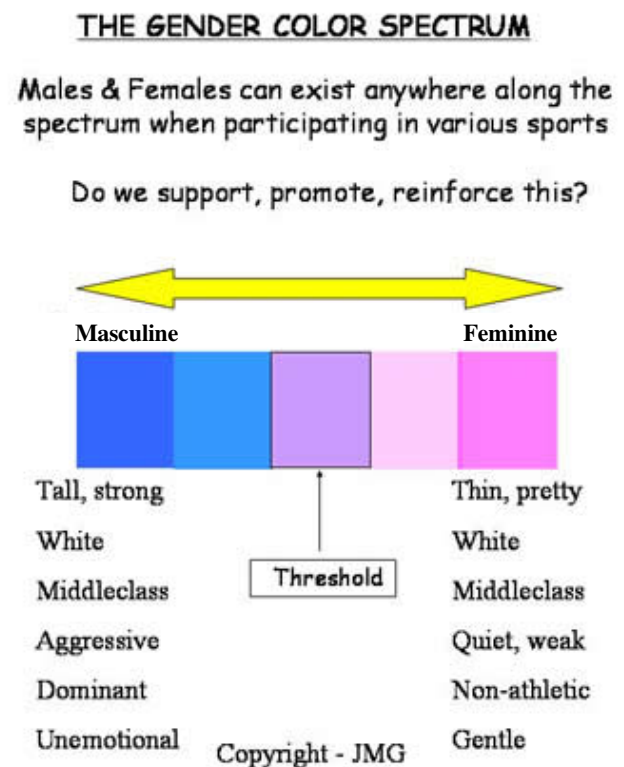 THE GENDER COLOR SPECTRUM
Males & Females can exist anywhere along the
spectrum when participating in various sports
Do we support, promote, reinforce this?
Masculine
Feminine
Tall, strong
White
Middleclass
Aggressive
Dominant
Unemotional
Threshold
Thin, pretty
White
Middleclass
Quiet, weak
Non-athletic
Gentle
Copyright - JMG